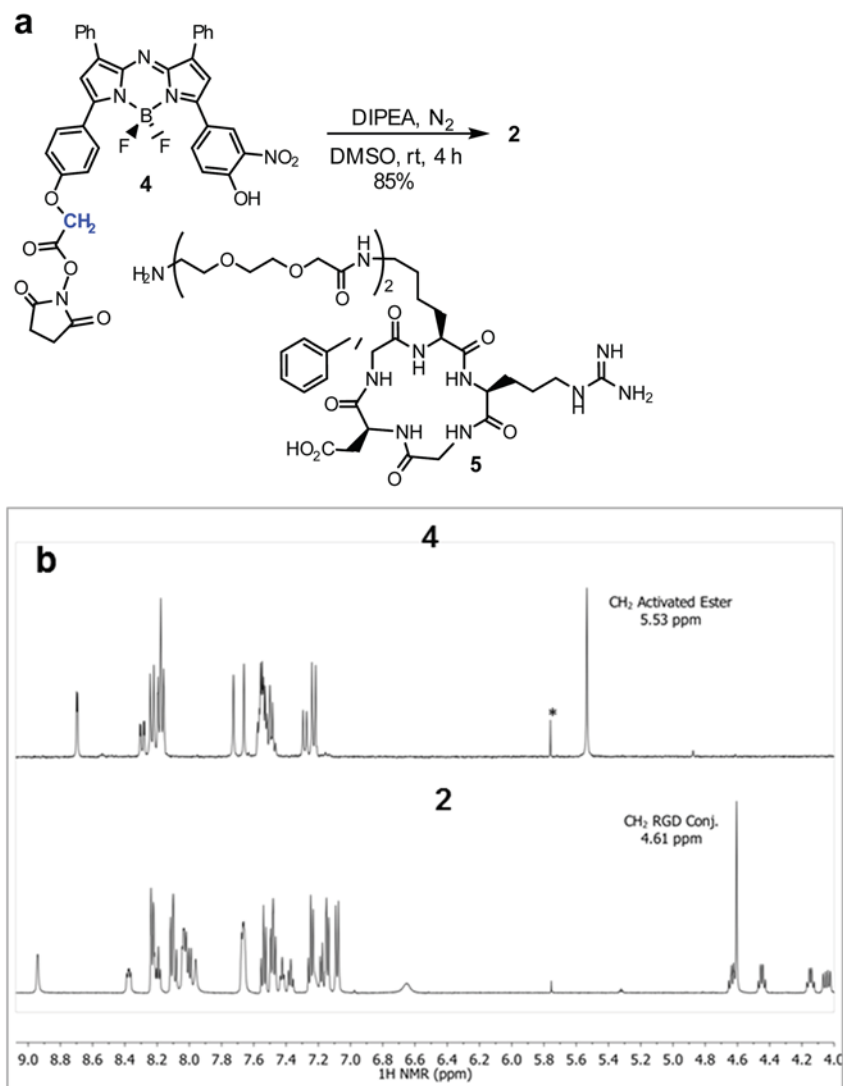 a
Ph
Ph
N
N
N
B
F
F
NO₂
OH
4
O
CH₂
O
O
N
O
O
DIPEA, N₂
DMSO, rt, 4 h
85%
2
H₂N
O
O
O
H
N
2
O
O
O
HN
HN
NH
NH
NH
N
H
NH₂
O
NH
O
O
HN
HO₂C
O
5
b
4
CH₂ Activated Ester
5.53 ppm
*
2
CH₂ RGD Conj.
4.61 ppm
9.0 8.8 8.6 8.4 8.2 8.0 7.8 7.6 7.4 7.2 7.0 6.8 6.6 6.4 6.2 6.0 5.8 5.6 5.4 5.2 5.0 4.8 4.6 4.4 4.2 4.0
1H NMR (ppm)